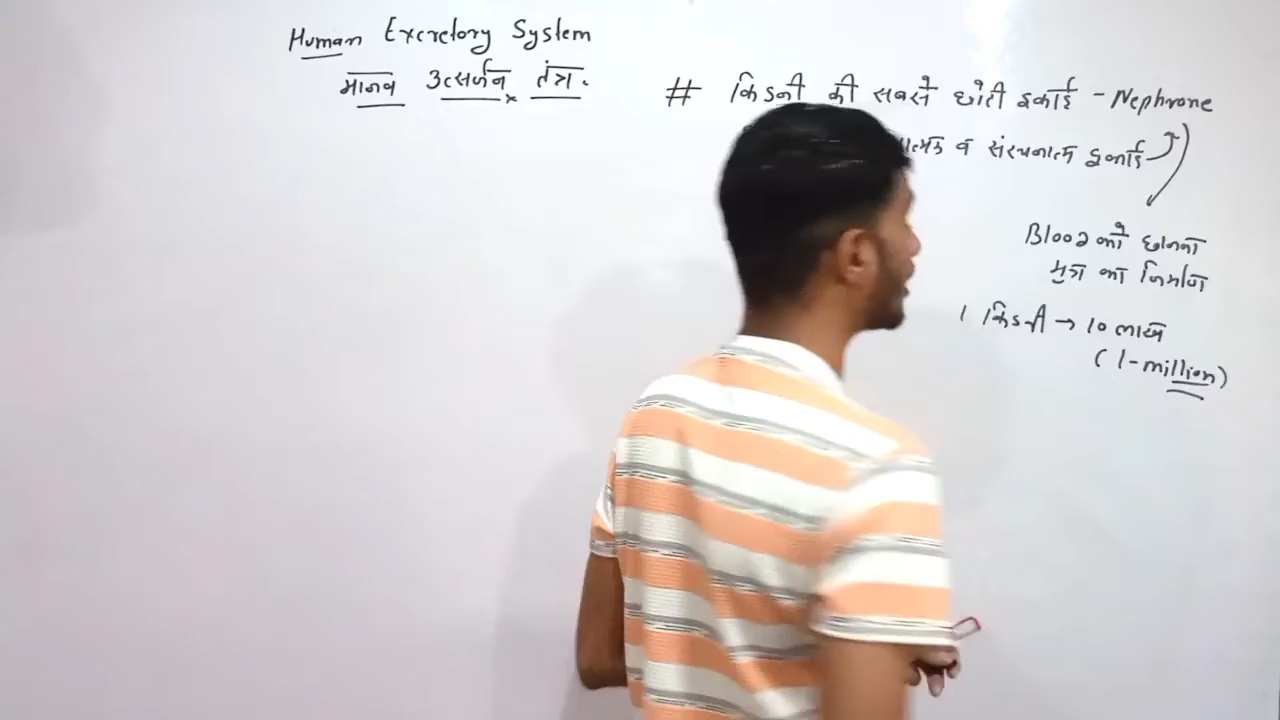 Human Excretory System
मानव उत्सर्जन तंत्र.
# किडनी की सबसे छोटी इकाई - Nephrone
व संरचनात्म इकाई
Blood को छानना
मुत्र का निर्माण
1 किडनी → 10 लाख
(1-million)